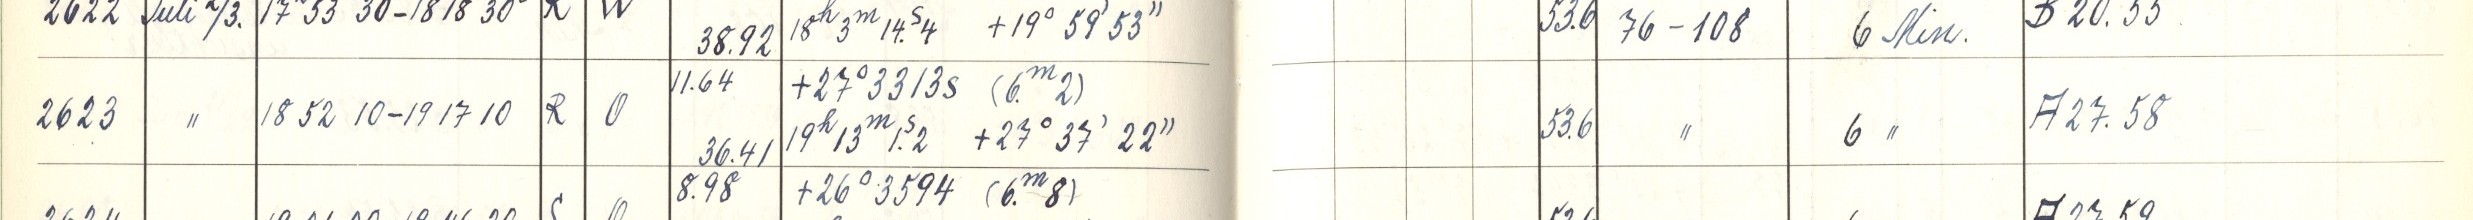 2622 Juli 2/3. 17 53 30-18 18 30 R W 38.92 18h 3m 14.s4 +19° 59' 53" 53.6 76-108 6 Min. B 20.55
11.64 +27°3313s (6.m2)
2623 " 18 52 10-19 17 10 R O 36.41 19h 13m 1.s2 +27° 37' 22" 53.6 " 6 " A 27.58
8.98 +26°3594 (6.m8)